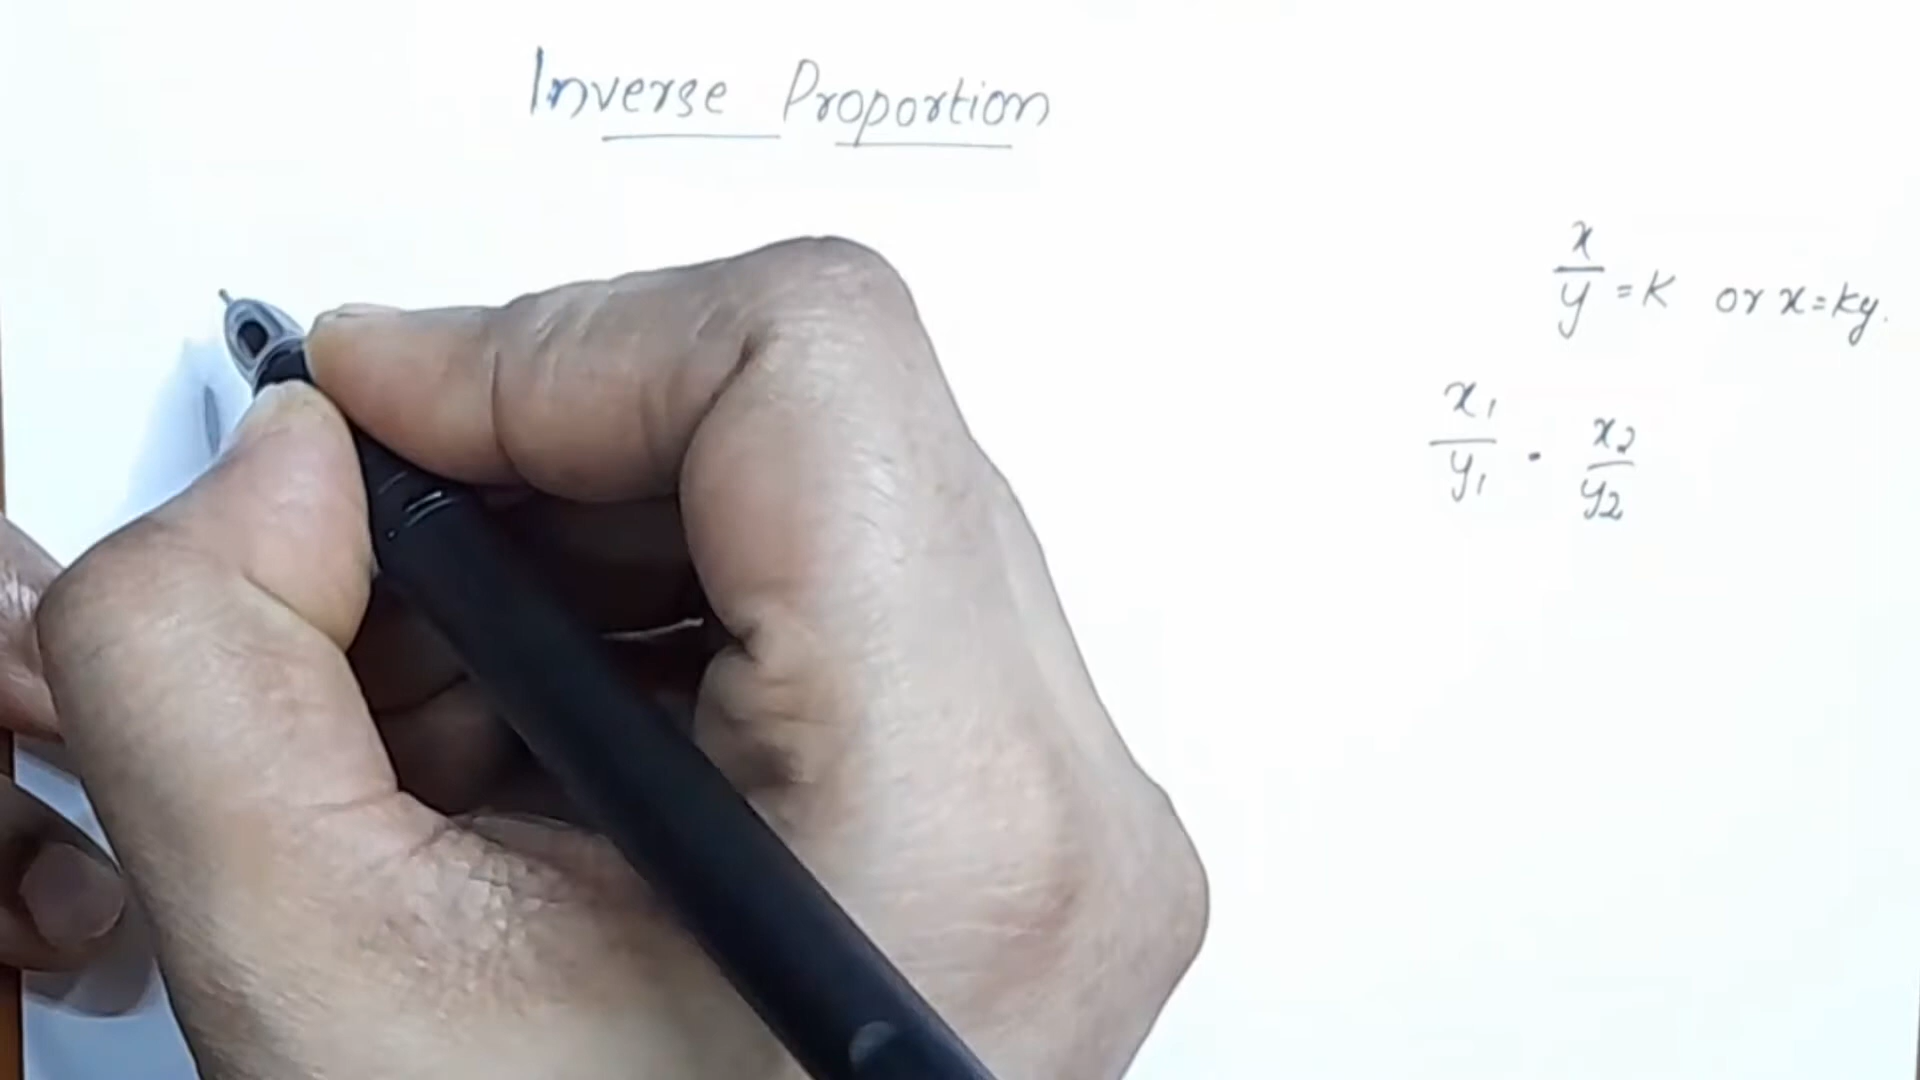 Inverse Proportion
x/y = K or x = ky.
x1/y1 = x2/y2